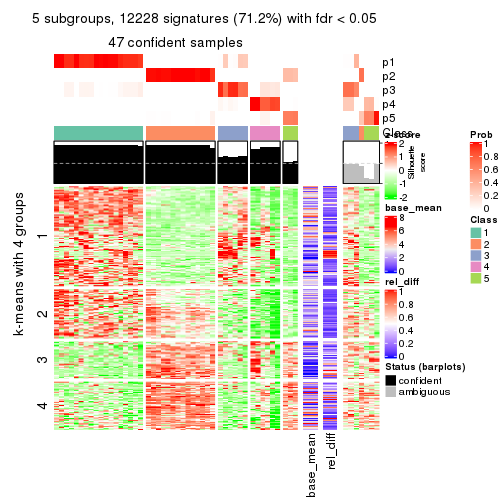 5 subgroups, 12228 signatures (71.2%) with fdr < 0.05
47 confident samples
p1
p2
p3
p4
p5
Class
1
2
3
4
k-means with 4 groups
base_mean
rel_diff
Silhouette
score
z-score
2
1
0
-1
-2
base_mean
8
6
4
2
0
rel_diff
1
0.8
0.6
0.4
0.2
0
Status (barplots)
confident
ambiguous
Prob
1
0.8
0.6
0.4
0.2
0
Class
1
2
3
4
5